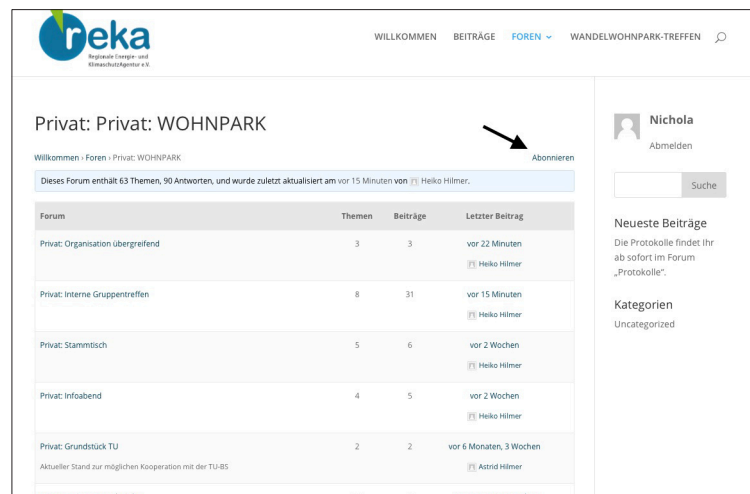 reka
Regionale Energie- und
KlimaschutzAgentur e.V.
WILLKOMMEN BEITRÄGE FOREN WANDELWOHNPARK-TREFFEN
Privat: Privat: WOHNPARK
Willkommen › Foren › Privat: WOHNPARK
Abonnieren
Dieses Forum enthält 63 Themen, 90 Antworten, und wurde zuletzt aktualisiert am vor 15 Minuten von Heiko Hilmer.
Forum Themen Beiträge Letzter Beitrag
Privat: Organisation übergreifend 3 3 vor 22 Minuten
Heiko Hilmer
Privat: Interne Gruppentreffen 8 31 vor 15 Minuten
Heiko Hilmer
Privat: Stammtisch 5 6 vor 2 Wochen
Heiko Hilmer
Privat: Infoabend 4 5 vor 2 Wochen
Heiko Hilmer
Privat: Grundstück TU 2 2 vor 6 Monaten, 3 Wochen
Aktueller Stand zur möglichen Kooperation mit der TU-BS Astrid Hilmer
Nichola
Abmelden
Suche
Neueste Beiträge
Die Protokolle findet Ihr
ab sofort im Forum
„Protokolle“.
Kategorien
Uncategorized